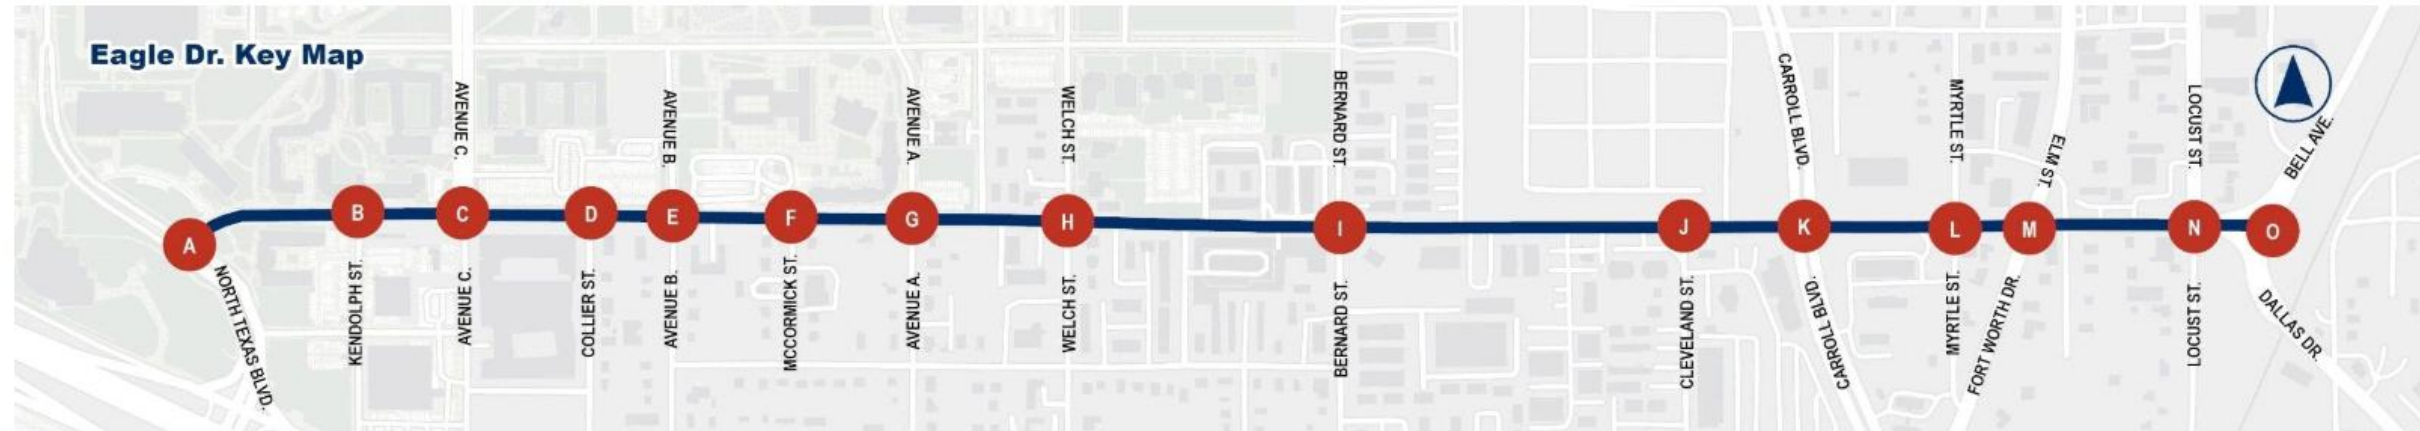 Eagle Dr. Key Map
AVENUE C.
AVENUE B.
AVENUE A.
WELCH ST.
BERNARD ST.
CARROLL BLVD.
MYRTLE ST.
ELM ST.
LOCUST ST.
BELL AVE.
A
B
C
D
E
F
G
H
I
J
K
L
M
N
O
NORTH TEXAS BLVD.
KENDOLPH ST.
AVENUE C.
COLLIER ST.
AVENUE B.
MCCORMICK ST.
AVENUE A.
WELCH ST.
BERNARD ST.
CLEVELAND ST.
CARROLL BLVD.
MYRTLE ST.
FORT WORTH DR.
LOCUST ST.
DALLAS DR.